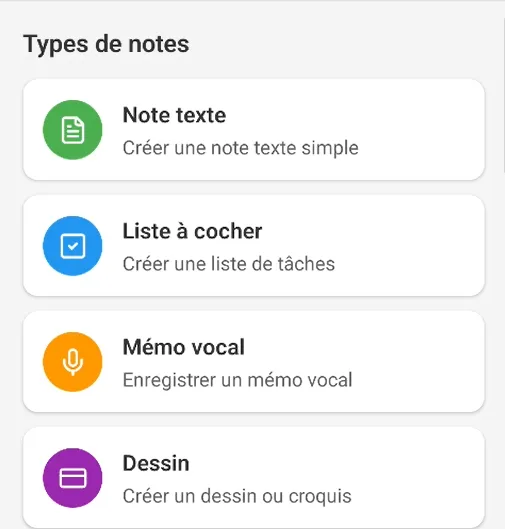 Types de notes
Note texte
Créer une note texte simple
Liste à cocher
Créer une liste de tâches
Mémo vocal
Enregistrer un mémo vocal
Dessin
Créer un dessin ou croquis